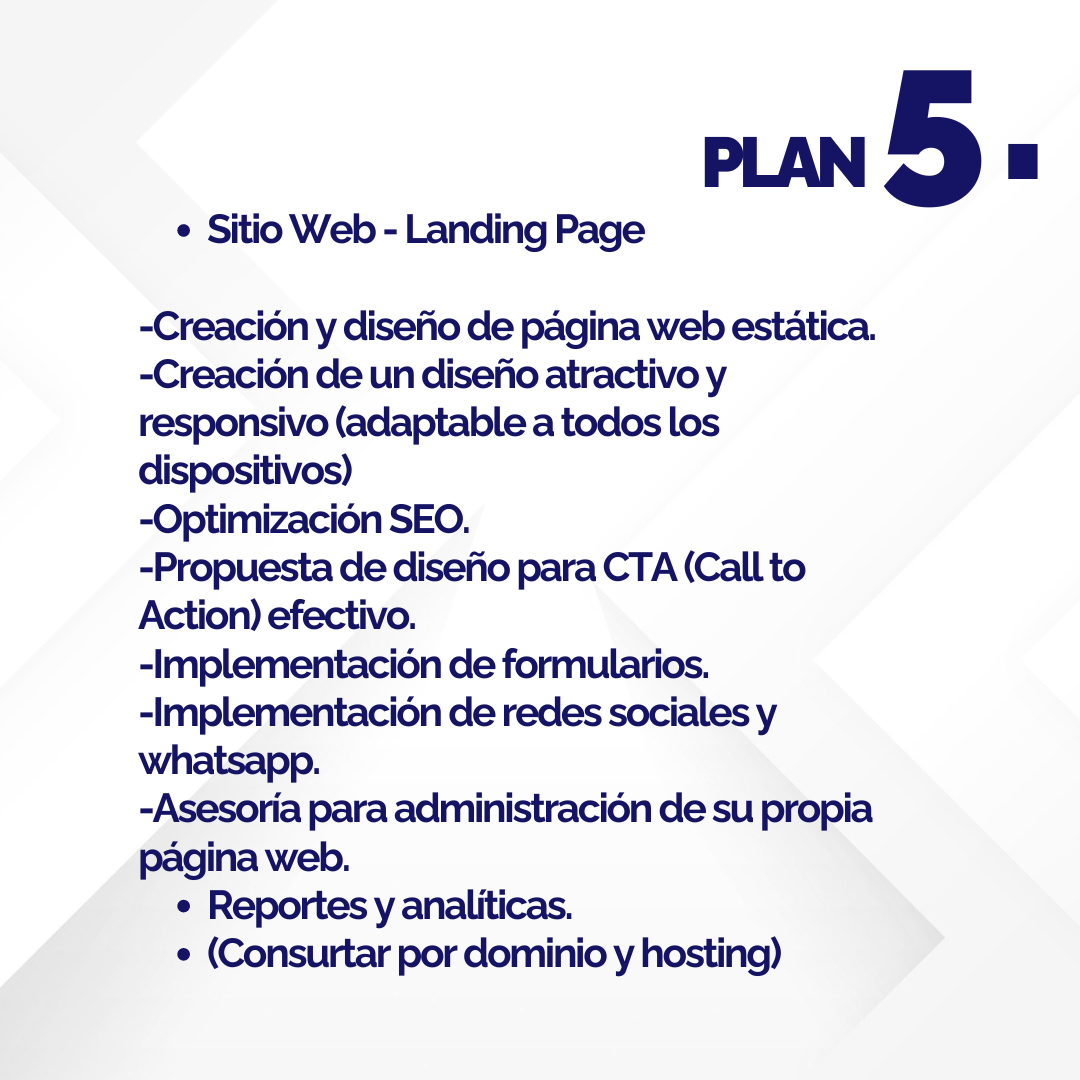 PLAN 5.
• Sitio Web - Landing Page
-Creación y diseño de página web estática.
-Creación de un diseño atractivo y
responsivo (adaptable a todos los
dispositivos)
-Optimización SEO.
-Propuesta de diseño para CTA (Call to
Action) efectivo.
-Implementación de formularios.
-Implementación de redes sociales y
whatsapp.
-Asesoría para administración de su propia
página web.
• Reportes y analíticas.
• (Consurtar por dominio y hosting)